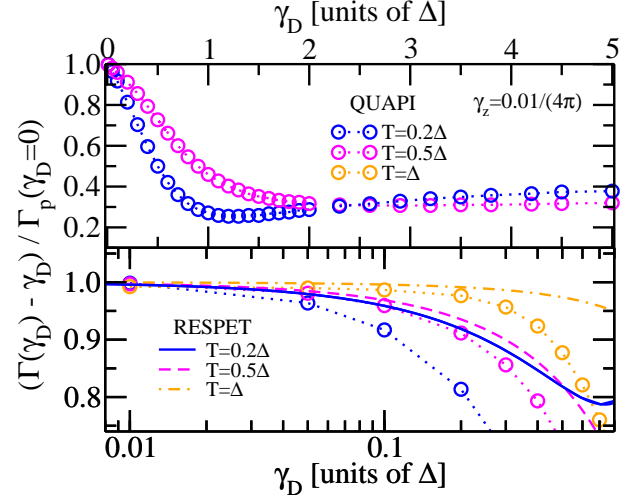 γ_D [units of Δ]
0 1 2 3 4 5
(Γ(γ_D) - γ_D) / Γ_p(γ_D=0)
1.0
0.8
0.6
0.4
0.2
QUAPI γ_z=0.01/(4π)
T=0.2Δ
T=0.5Δ
T=Δ
1.0
0.9
0.8
RESPET
T=0.2Δ
T=0.5Δ
T=Δ
0.01 0.1
γ_D [units of Δ]